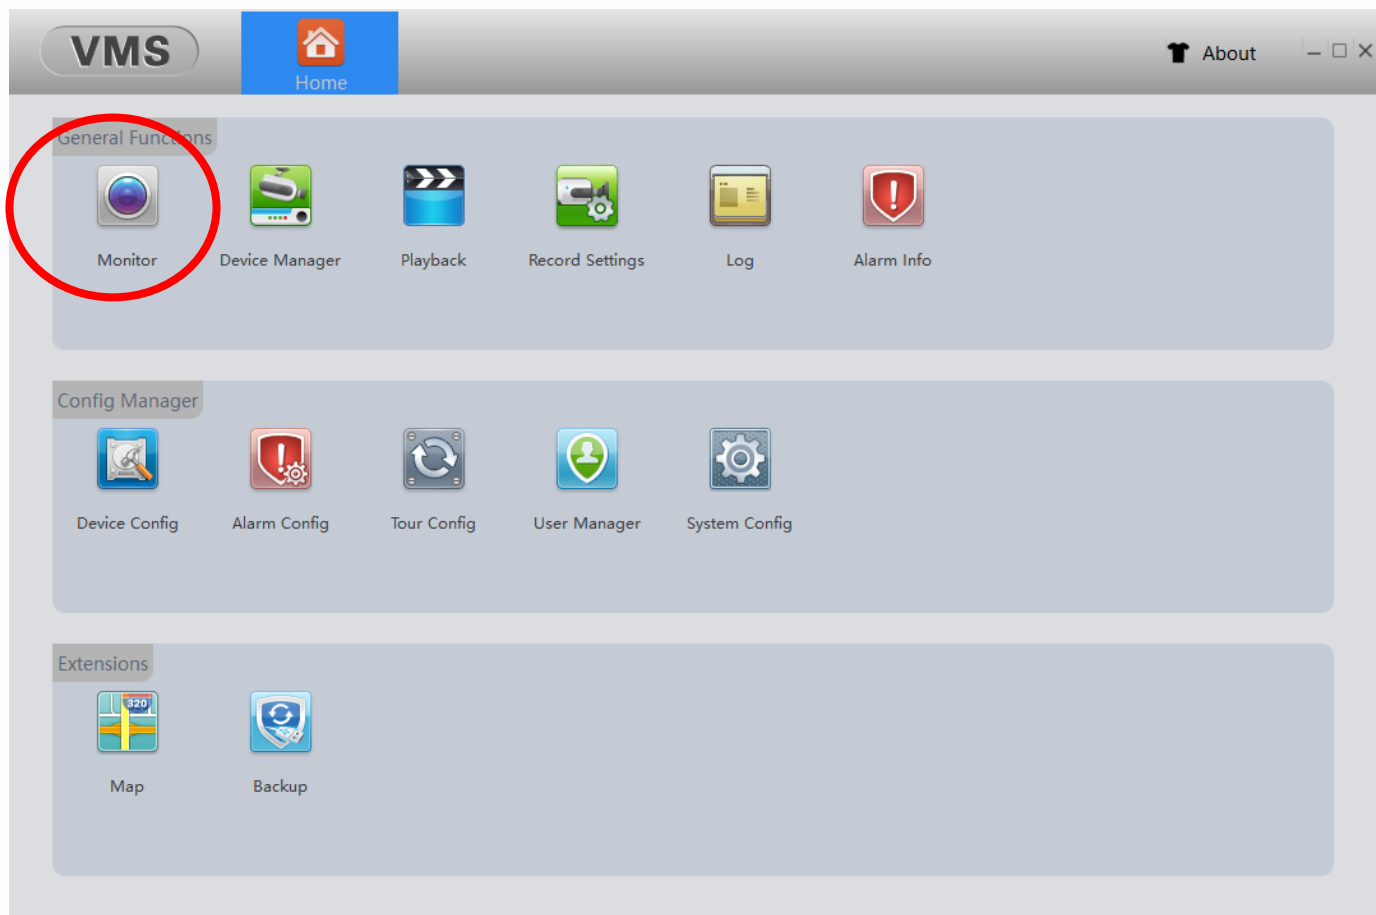 VMS
Home
About
General Functions
Monitor
Device Manager
Playback
Record Settings
Log
Alarm Info
Config Manager
Device Config
Alarm Config
Tour Config
User Manager
System Config
Extensions
320
Map
Backup